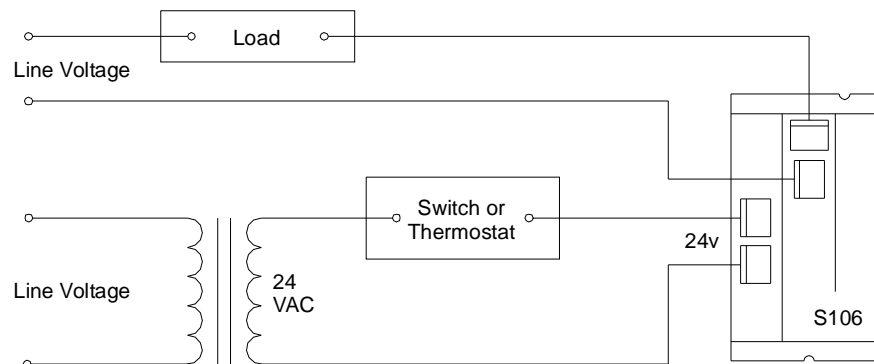 Load
Line Voltage
Switch or
Thermostat
24v
Line Voltage
24
VAC
S106